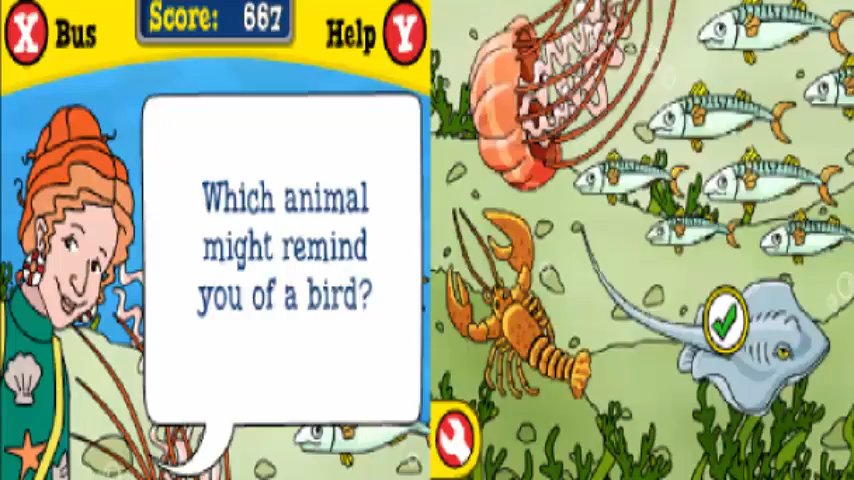 X Bus
Score: 667
Help Y
Which animal
might remind
you of a bird?